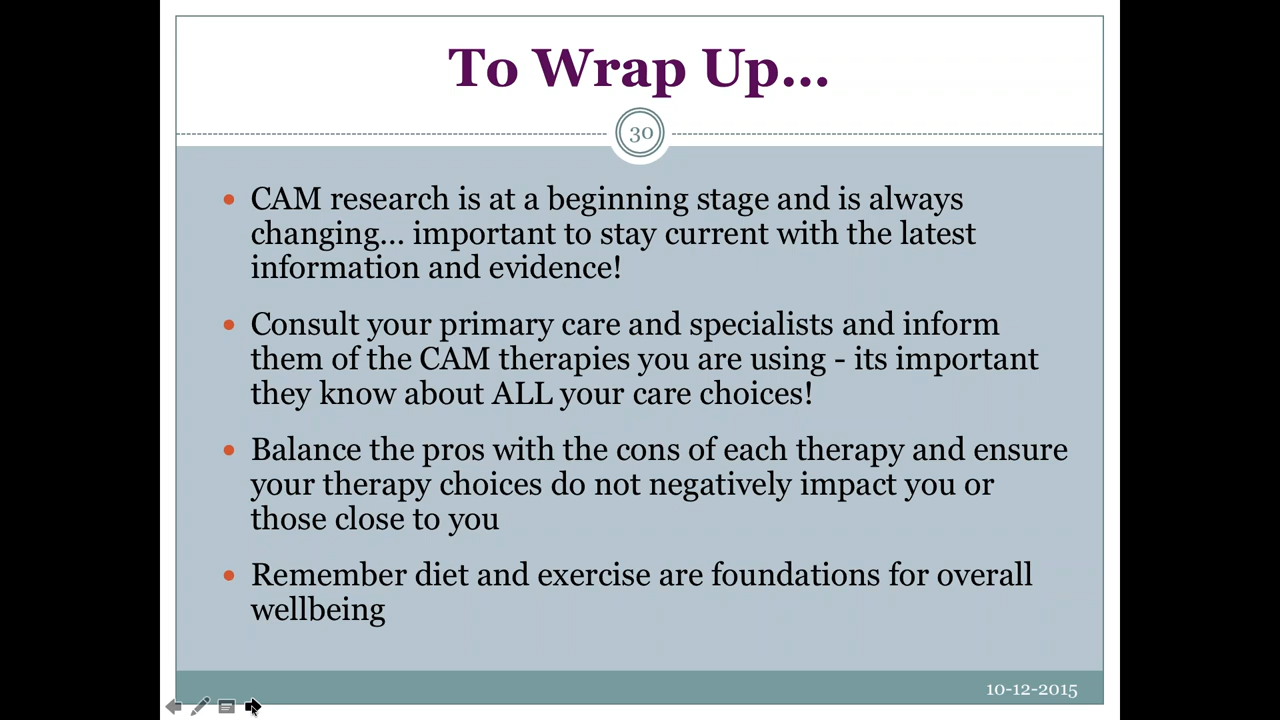 To Wrap Up...
30
• CAM research is at a beginning stage and is always
changing... important to stay current with the latest
information and evidence!
• Consult your primary care and specialists and inform
them of the CAM therapies you are using - its important
they know about ALL your care choices!
• Balance the pros with the cons of each therapy and ensure
your therapy choices do not negatively impact you or
those close to you
• Remember diet and exercise are foundations for overall
wellbeing
10-12-2015